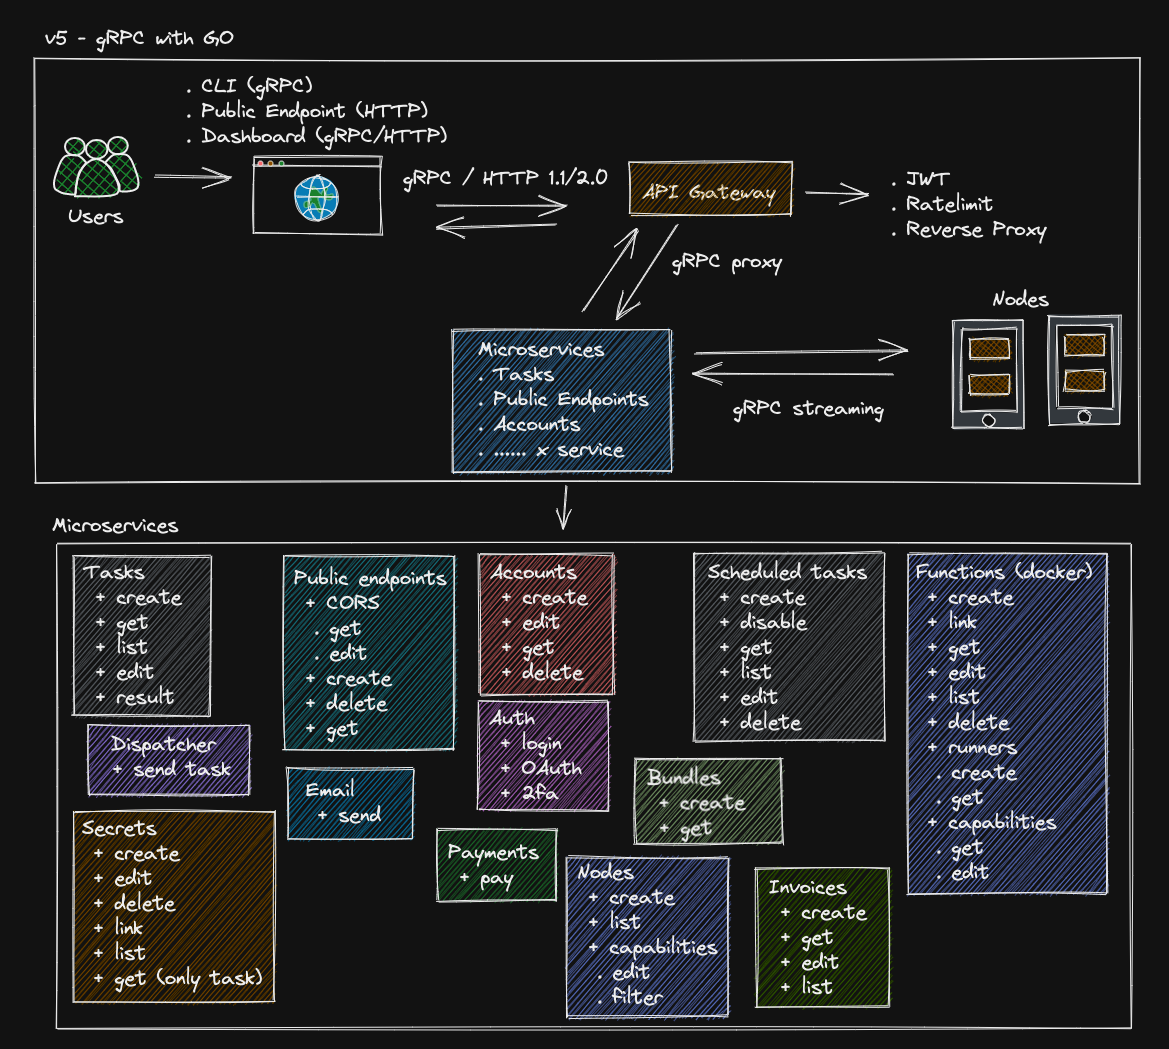 v5 - gRPC with GO
. CLI (gRPC)
. Public Endpoint (HTTP)
. Dashboard (gRPC/HTTP)
Users
gRPC / HTTP 1.1/2.0
API Gateway
. JWT
. Ratelimit
. Reverse Proxy
gRPC proxy
Nodes
Microservices
. Tasks
. Public Endpoints
. Accounts
. ...... x service
gRPC streaming
Microservices
Tasks
+ create
+ get
+ list
+ edit
+ result
Dispatcher
+ send task
Secrets
+ create
+ edit
+ delete
+ link
+ list
+ get (only task)
Public endpoints
+ CORS
. get
. edit
+ create
+ delete
+ get
Email
+ send
Accounts
+ create
+ edit
+ get
+ delete
Auth
+ login
+ OAuth
+ 2fa
Payments
+ pay
Nodes
+ create
+ list
+ capabilities
. edit
. filter
Scheduled tasks
+ create
+ disable
+ get
+ list
+ edit
+ delete
Bundles
+ create
+ get
Invoices
+ create
+ get
+ edit
+ list
Functions (docker)
+ create
+ link
+ get
+ edit
+ list
+ delete
+ runners
. create
. get
+ capabilities
. get
. edit